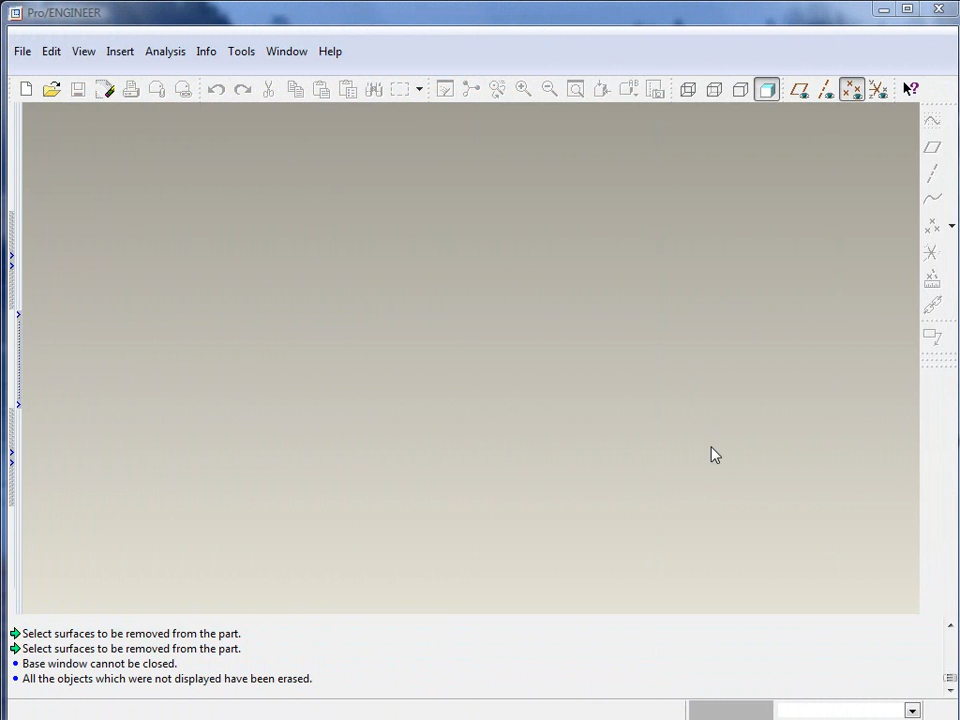 Pro/ENGINEER
File Edit View Insert Analysis Info Tools Window Help
Select surfaces to be removed from the part.
Select surfaces to be removed from the part.
Base window cannot be closed.
All the objects which were not displayed have been erased.